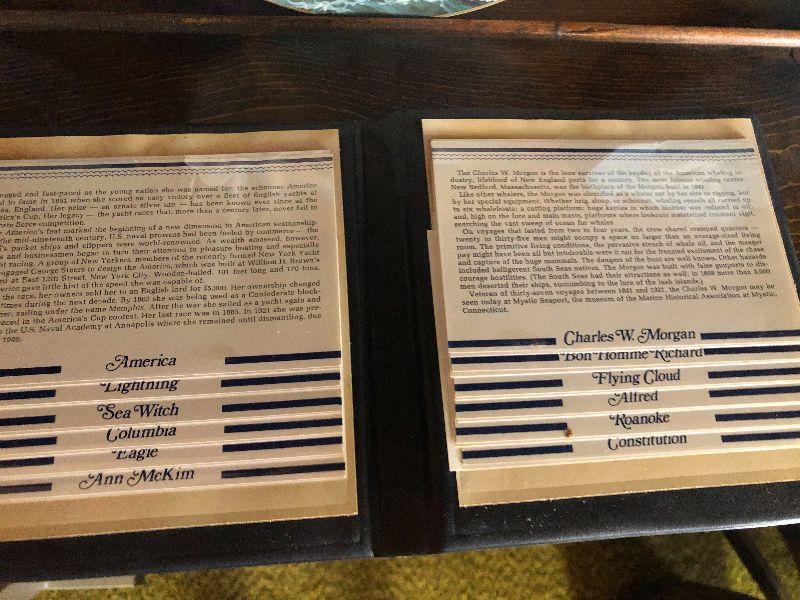 rugged and fast-paced as the young nation she was named for, the schooner America
to fame in 1851 when she scored an easy victory over a fleet of English yachts at
England. Her prize — an ornate silver urn — has been known ever since as the
America's Cup. Her legacy — the yacht races that, more than a century later, never fail to
fierce competition.
America's feat marked the beginning of a new dimension to American seamanship.
the mid-nineteenth century, U.S. naval prowess had been fueled by commerce — the
packet ships and clippers were world-renowned. As wealth amassed, however,
and businessmen began to turn their attention to pleasure boating and especially
racing. A group of New Yorkers, members of the recently formed New York Yacht
engaged George Steers to design the America, which was built at William H. Brown's
at East 12th Street, New York City. Wooden-hulled, 101 feet long and 170 tons,
America gave little hint of the speed she was capable of.
the race, her owners sold her to an English lord for £5,000. Her ownership changed
times during the next decade. By 1862 she was being used as a Confederate block-
sailing under the name Memphis. After the war she sailed as a yacht again and
raced in the America's Cup contest. Her last race was in 1901. In 1921 she was pre-
the U.S. Naval Academy at Annapolis where she remained until dismantling, due
1945.
America
Lightning
Sea Witch
Columbia
Eagle
Ann McKim
The Charles W. Morgan is the lone survivor of the heyday of the American whaling in-
dustry, lifeblood of New England ports for a century. The most famous whaling center,
New Bedford, Massachusetts, was the birthplace of the Morgan, built in 1841.
Like other whalers, the Morgan was identified as a whaler not by her size or rigging, but
by her special equipment. Whether brig, sloop, or schooner, whaling vessels all carried up
to six whaleboats; a cutting platform; huge kettles in which blubber was reduced to oil;
and, high on the fore and main masts, platforms where lookouts maintained constant vigil,
searching the vast sweep of ocean for whales.
On voyages that lasted from two to four years, the crew shared cramped quarters —
twenty to thirty-five men might occupy a space no larger than an average-sized living
room. The primitive living conditions, the pervasive stench of whale oil, and the meager
pay might have been all but intolerable were it not for the frenzied excitement of the chase
and capture of the huge mammals. The dangers of the hunt are well known. Other hazards
included belligerent South Seas natives. The Morgan was built with false gunports to dis-
courage hostilities. (The South Seas had their attractions as well; in 1859 more than 3,000
men deserted their ships, succumbing to the lure of the lush islands.)
Veteran of thirty-seven voyages between 1841 and 1921, the Charles W. Morgan may be
seen today at Mystic Seaport, the museum of the Marine Historical Association at Mystic,
Connecticut.
Charles W. Morgan
Bon Homme Richard
Flying Cloud
Alfred
Roanoke
Constitution